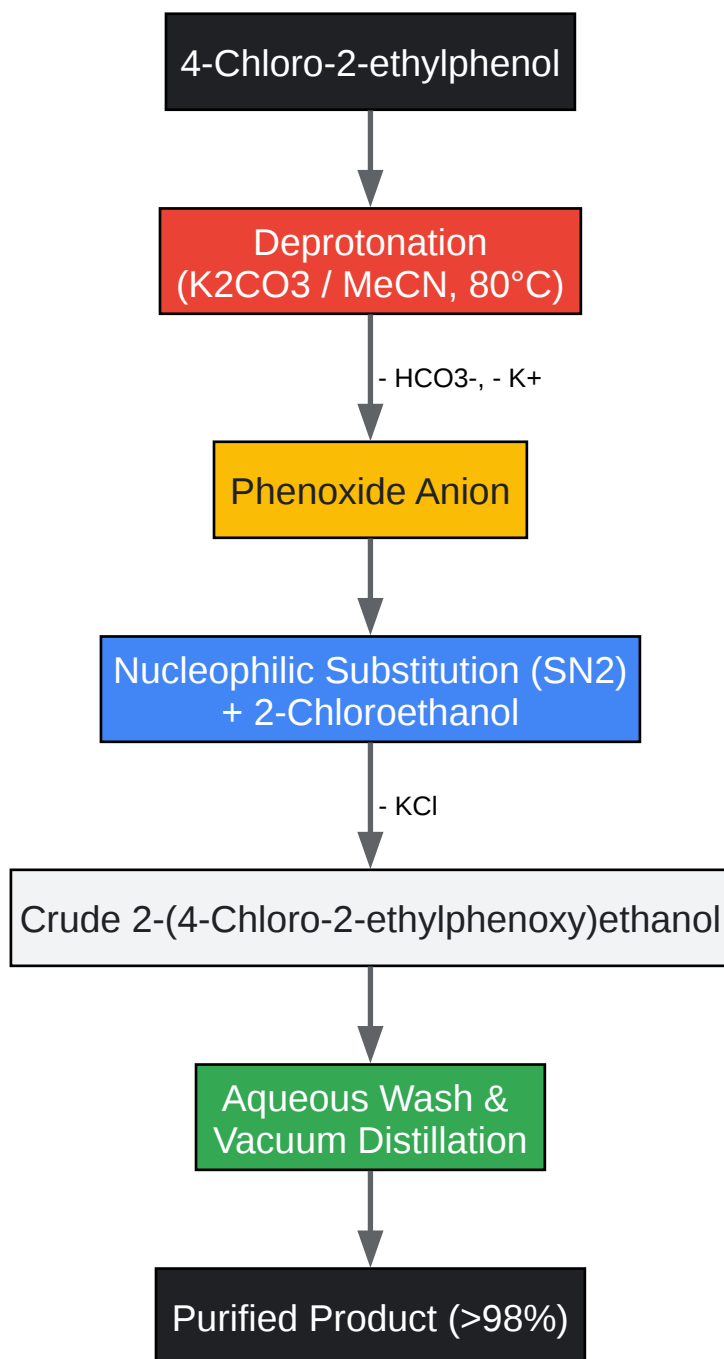 4-Chloro-2-ethylphenol
Deprotonation
(K2CO3 / MeCN, 80°C)
- HCO3-, - K+
Phenoxide Anion
Nucleophilic Substitution (SN2)
+ 2-Chloroethanol
- KCl
Crude 2-(4-Chloro-2-ethylphenoxy)ethanol
Aqueous Wash &
Vacuum Distillation
Purified Product (>98%)